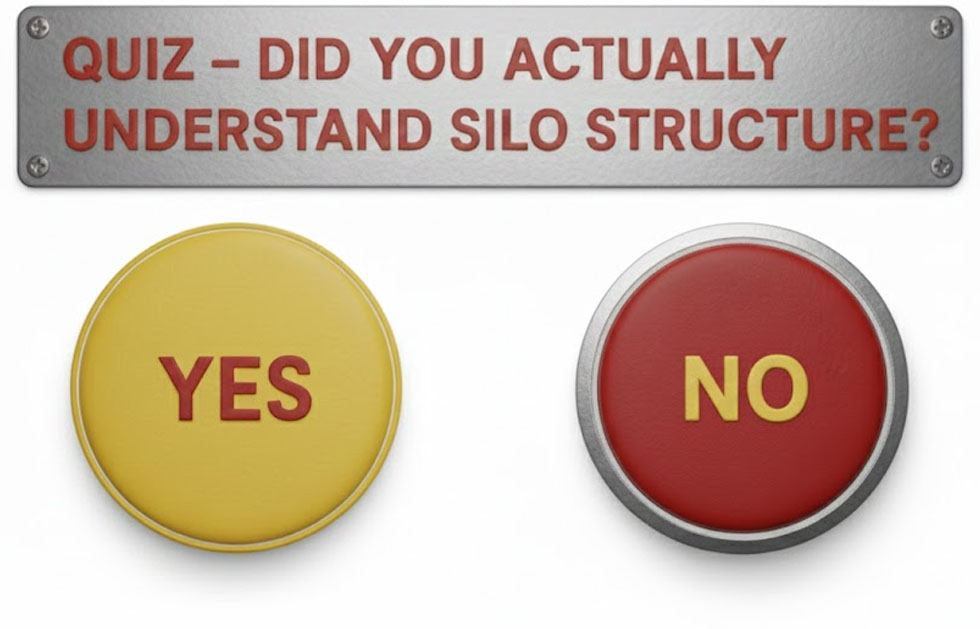 QUIZ – DID YOU ACTUALLY
UNDERSTAND SILO STRUCTURE?
YES
NO